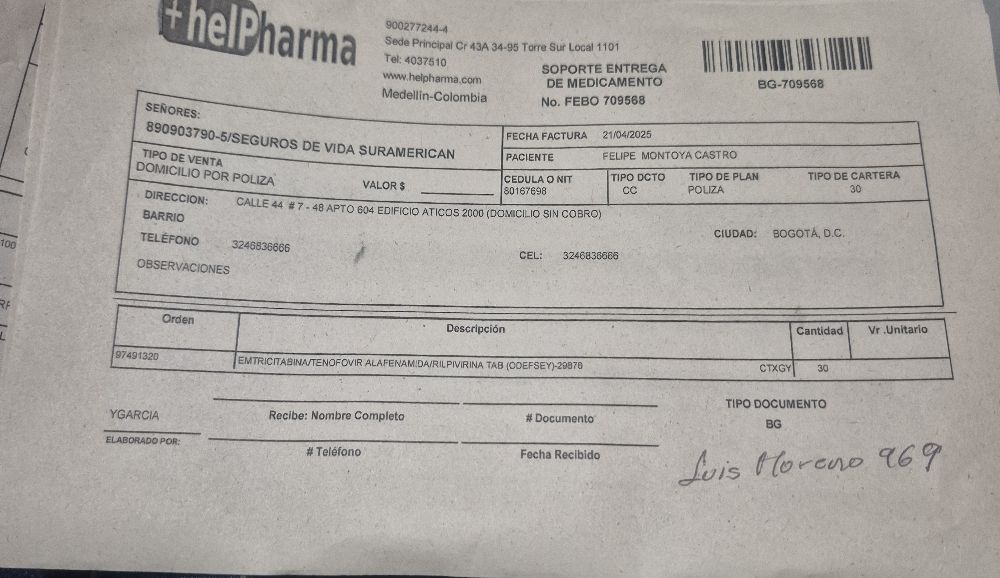 +helPharma
900277244-4
Sede Principal Cr 43A 34-95 Torre Sur Local 1101
Tel: 4037510
www.helpharma.com
Medellín-Colombia
SOPORTE ENTREGA
DE MEDICAMENTO
No. FEBO 709568
BG-709568
SEÑORES:
890903790-5/SEGUROS DE VIDA SURAMERICAN
FECHA FACTURA 21/04/2025
PACIENTE FELIPE MONTOYA CASTRO
TIPO DE VENTA
DOMICILIO POR POLIZA
VALOR $
CEDULA O NIT TIPO DCTO TIPO DE PLAN TIPO DE CARTERA
80167698 CC POLIZA 30
DIRECCION: CALLE 44 # 7 - 48 APTO 604 EDIFICIO ATICOS 2000 (DOMICILIO SIN COBRO)
BARRIO
CIUDAD: BOGOTÁ, D.C.
TELÉFONO 3246836666 CEL: 3246836666
OBSERVACIONES
Orden Descripción Cantidad Vr .Unitario
97491320 EMTRICITABINA/TENOFOVIR ALAFENAMIDA/RILPIVIRINA TAB (ODEFSEY)-29876 CTXGY 30
YGARCIA
ELABORADO POR:
Recibe: Nombre Completo # Documento
# Teléfono Fecha Recibido
TIPO DOCUMENTO
BG
Luis Moreno 969
100